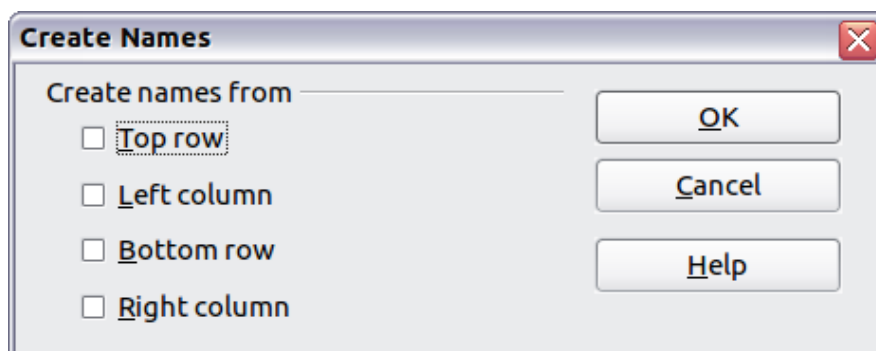 Create Names
Create names from
Top row
Left column
Bottom row
Right column
OK
Cancel
Help